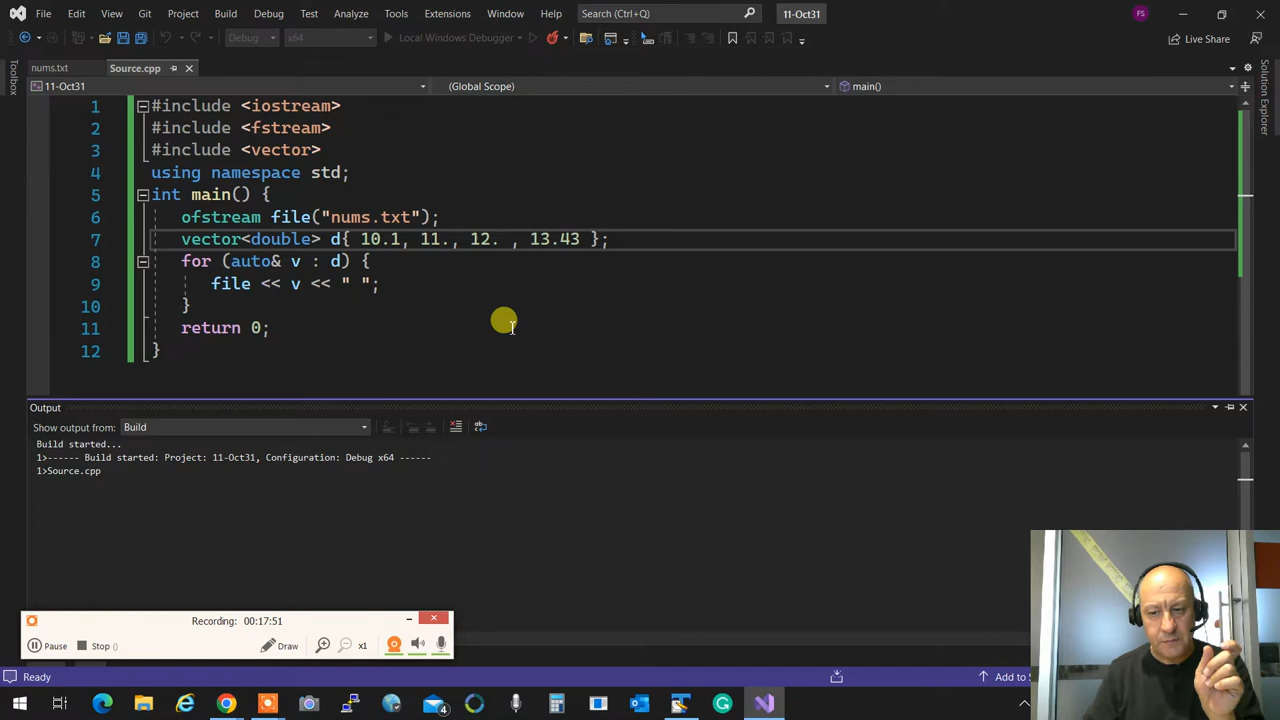 File Edit View Git Project Build Debug Test Analyze Tools Extensions Window Help Search (Ctrl+Q) 11-Oct31 FS
Debug x64 Local Windows Debugger Live Share
nums.txt Source.cpp
11-Oct31 (Global Scope) main()
Toolbox
Solution Explorer
1 #include <iostream>
2 #include <fstream>
3 #include <vector>
4 using namespace std;
5 int main() {
6 ofstream file("nums.txt");
7 vector<double> d{ 10.1, 11., 12. , 13.43 };
8 for (auto& v : d) {
9 file << v << " ";
10 }
11 return 0;
12 }
Output
Show output from: Build
Build started...
1>------ Build started: Project: 11-Oct31, Configuration: Debug x64 ------
1>Source.cpp
Recording: 00:17:51
Pause Stop () Draw x1
Ready Add to S
4